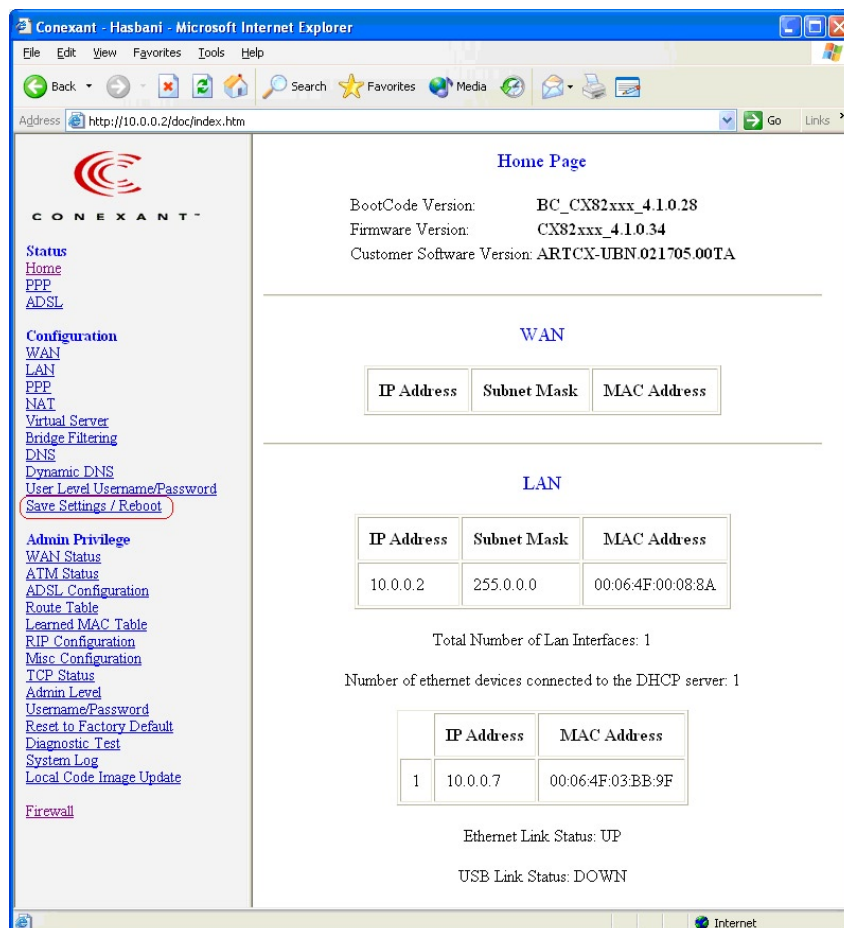 Conexant - Hasbani - Microsoft Internet Explorer
File Edit View Favorites Tools Help
Back Search Favorites Media
Address http://10.0.0.2/doc/index.htm Go Links
CONEXANT
Status
Home
PPP
ADSL
Configuration
WAN
LAN
PPP
NAT
Virtual Server
Bridge Filtering
DNS
Dynamic DNS
User Level Username/Password
Save Settings / Reboot
Admin Privilege
WAN Status
ATM Status
ADSL Configuration
Route Table
Learned MAC Table
RIP Configuration
Misc Configuration
TCP Status
Admin Level
Username/Password
Reset to Factory Default
Diagnostic Test
System Log
Local Code Image Update
Firewall
Home Page
BootCode Version: BC_CX82xxx_4.1.0.28
Firmware Version: CX82xxx_4.1.0.34
Customer Software Version: ARTCX-UBN.021705.00TA
WAN
IP Address Subnet Mask MAC Address
LAN
IP Address Subnet Mask MAC Address
10.0.0.2 255.0.0.0 00:06:4F:00:08:8A
Total Number of Lan Interfaces: 1
Number of ethernet devices connected to the DHCP server: 1
IP Address MAC Address
1 10.0.0.7 00:06:4F:03:BB:9F
Ethernet Link Status: UP
USB Link Status: DOWN
Internet